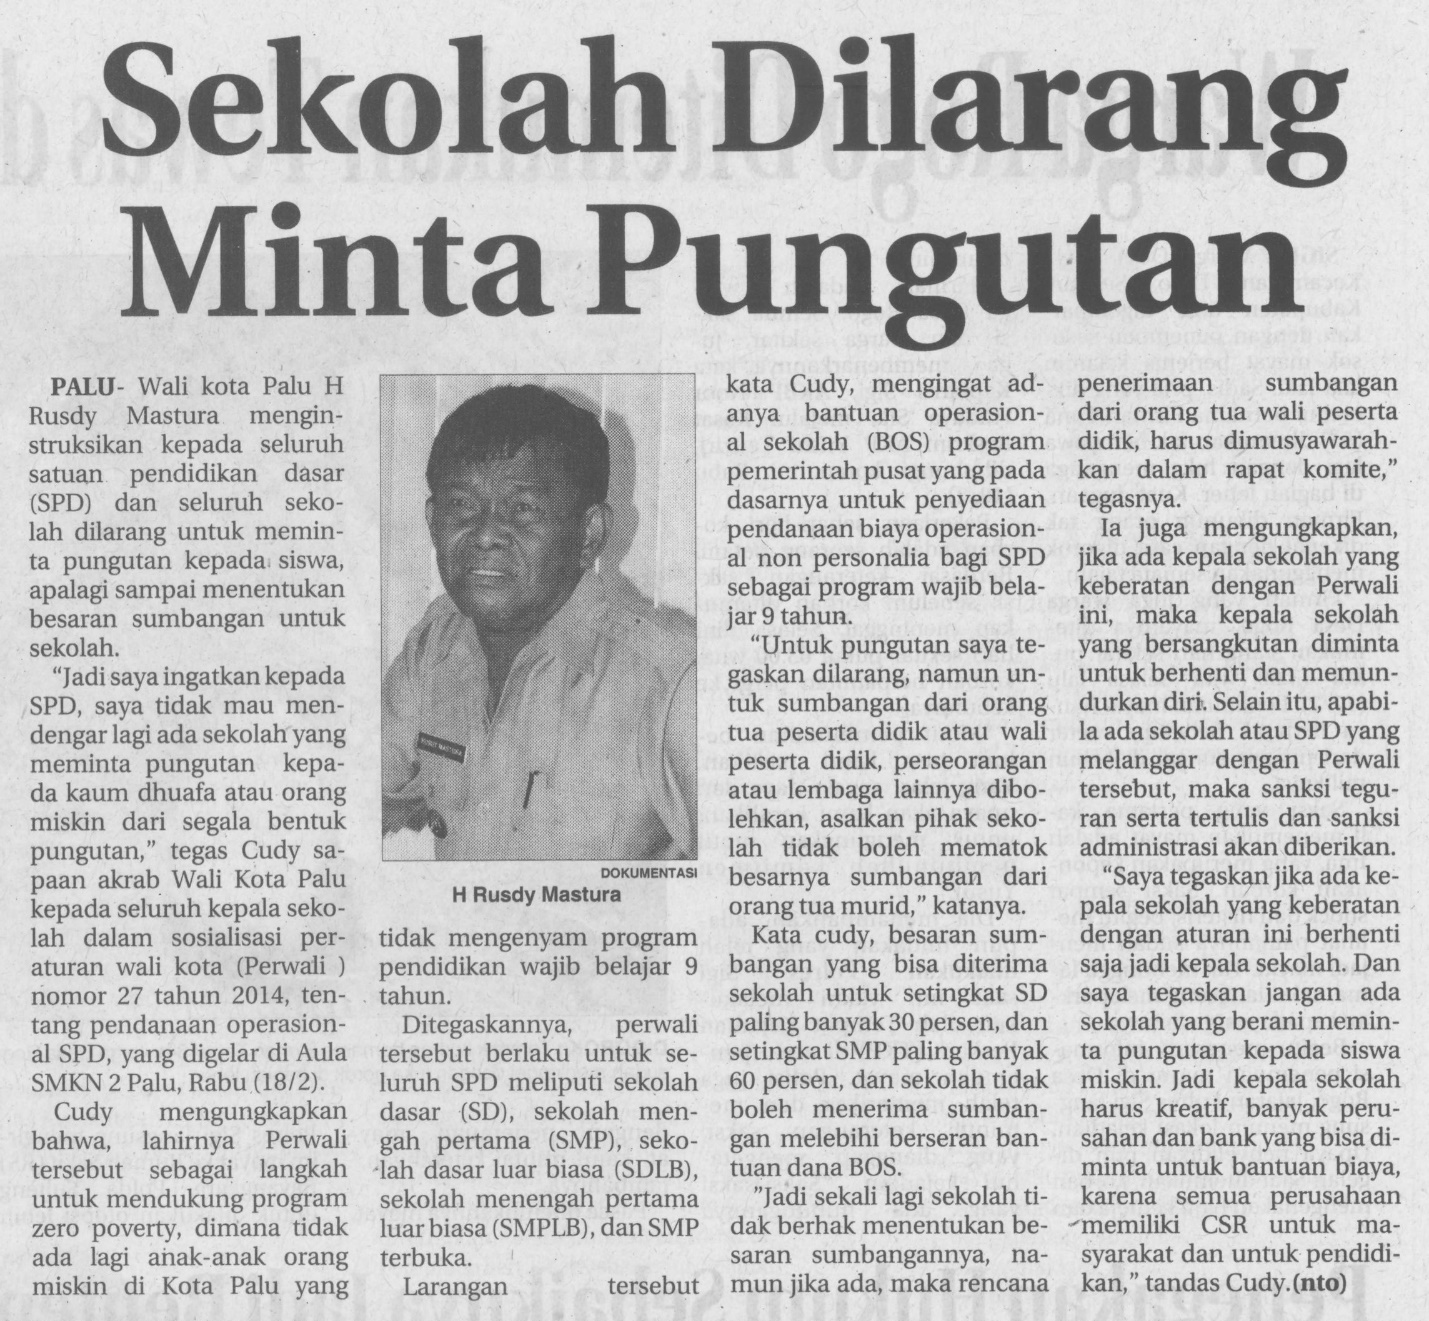 Sekolah Dilarang
Minta Pungutan
PALU- Wali kota Palu H
Rusdy Mastura mengin-
struksikan kepada seluruh
satuan pendidikan dasar
(SPD) dan seluruh seko-
lah dilarang untuk memin-
ta pungutan kepada siswa,
apalagi sampai menentukan
besaran sumbangan untuk
sekolah.
“Jadi saya ingatkan kepada
SPD, saya tidak mau men-
dengar lagi ada sekolah yang
meminta pungutan kepa-
da kaum dhuafa atau orang
miskin dari segala bentuk
pungutan,” tegas Cudy sa-
paan akrab Wali Kota Palu
kepada seluruh kepala seko-
lah dalam sosialisasi per-
aturan wali kota (Perwali )
nomor 27 tahun 2014, ten-
tang pendanaan operasion-
al SPD, yang digelar di Aula
SMKN 2 Palu, Rabu (18/2).
Cudy mengungkapkan
bahwa, lahirnya Perwali
tersebut sebagai langkah
untuk mendukung program
zero poverty, dimana tidak
ada lagi anak-anak orang
miskin di Kota Palu yang
RUSDY MASTURA
DOKUMENTASI
H Rusdy Mastura
tidak mengenyam program
pendidikan wajib belajar 9
tahun.
Ditegaskannya, perwali
tersebut berlaku untuk se-
luruh SPD meliputi sekolah
dasar (SD), sekolah men-
gah pertama (SMP), seko-
lah dasar luar biasa (SDLB),
sekolah menengah pertama
luar biasa (SMPLB), dan SMP
terbuka.
Larangan tersebut
kata Cudy, mengingat ad-
anya bantuan operasion-
al sekolah (BOS) program
pemerintah pusat yang pada
dasarnya untuk penyediaan
pendanaan biaya operasion-
al non personalia bagi SPD
sebagai program wajib bela-
jar 9 tahun.
“Untuk pungutan saya te-
gaskan dilarang, namun un-
tuk sumbangan dari orang
tua peserta didik atau wali
peserta didik, perseorangan
atau lembaga lainnya dibo-
lehkan, asalkan pihak seko-
lah tidak boleh mematok
besarnya sumbangan dari
orang tua murid,” katanya.
Kata cudy, besaran sum-
bangan yang bisa diterima
sekolah untuk setingkat SD
paling banyak 30 persen, dan
setingkat SMP paling banyak
60 persen, dan sekolah tidak
boleh menerima sumban-
gan melebihi berseran ban-
tuan dana BOS.
“Jadi sekali lagi sekolah ti-
dak berhak menentukan be-
saran sumbangannya, na-
mun jika ada, maka rencana
penerimaan sumbangan
dari orang tua wali peserta
didik, harus dimusyawarah-
kan dalam rapat komite,”
tegasnya.
Ia juga mengungkapkan,
jika ada kepala sekolah yang
keberatan dengan Perwali
ini, maka kepala sekolah
yang bersangkutan diminta
untuk berhenti dan memun-
durkan diri. Selain itu, apabi-
la ada sekolah atau SPD yang
melanggar dengan Perwali
tersebut, maka sanksi tegu-
ran serta tertulis dan sanksi
administrasi akan diberikan.
“Saya tegaskan jika ada ke-
pala sekolah yang keberatan
dengan aturan ini berhenti
saja jadi kepala sekolah. Dan
saya tegaskan jangan ada
sekolah yang berani memin-
ta pungutan kepada siswa
miskin. Jadi kepala sekolah
harus kreatif, banyak peru-
sahan dan bank yang bisa di-
minta untuk bantuan biaya,
karena semua perusahaan
memiliki CSR untuk ma-
syarakat dan untuk pendidi-
kan,” tandas Cudy.(nto)